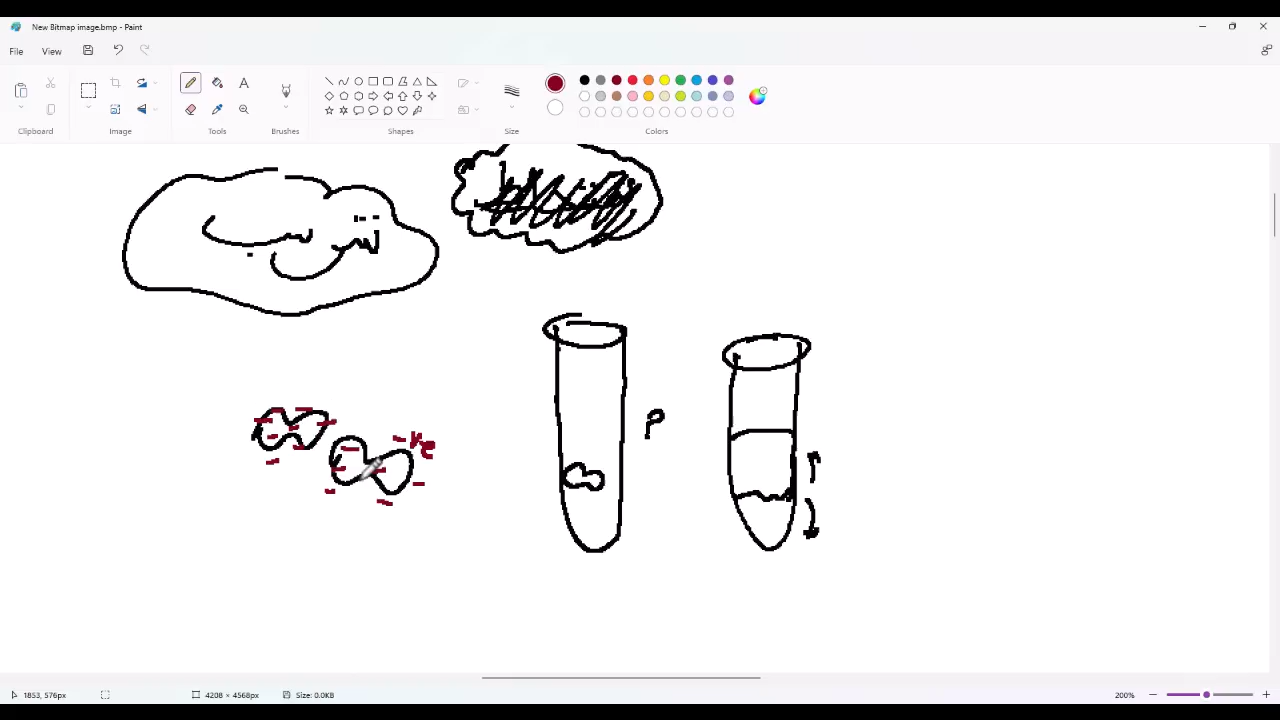 New Bitmap image.bmp - Paint
File View
Clipboard Image Tools Brushes Shapes Size Colors
P
-ve
1853, 576px 4208 × 4568px Size: 0.0KB 200%